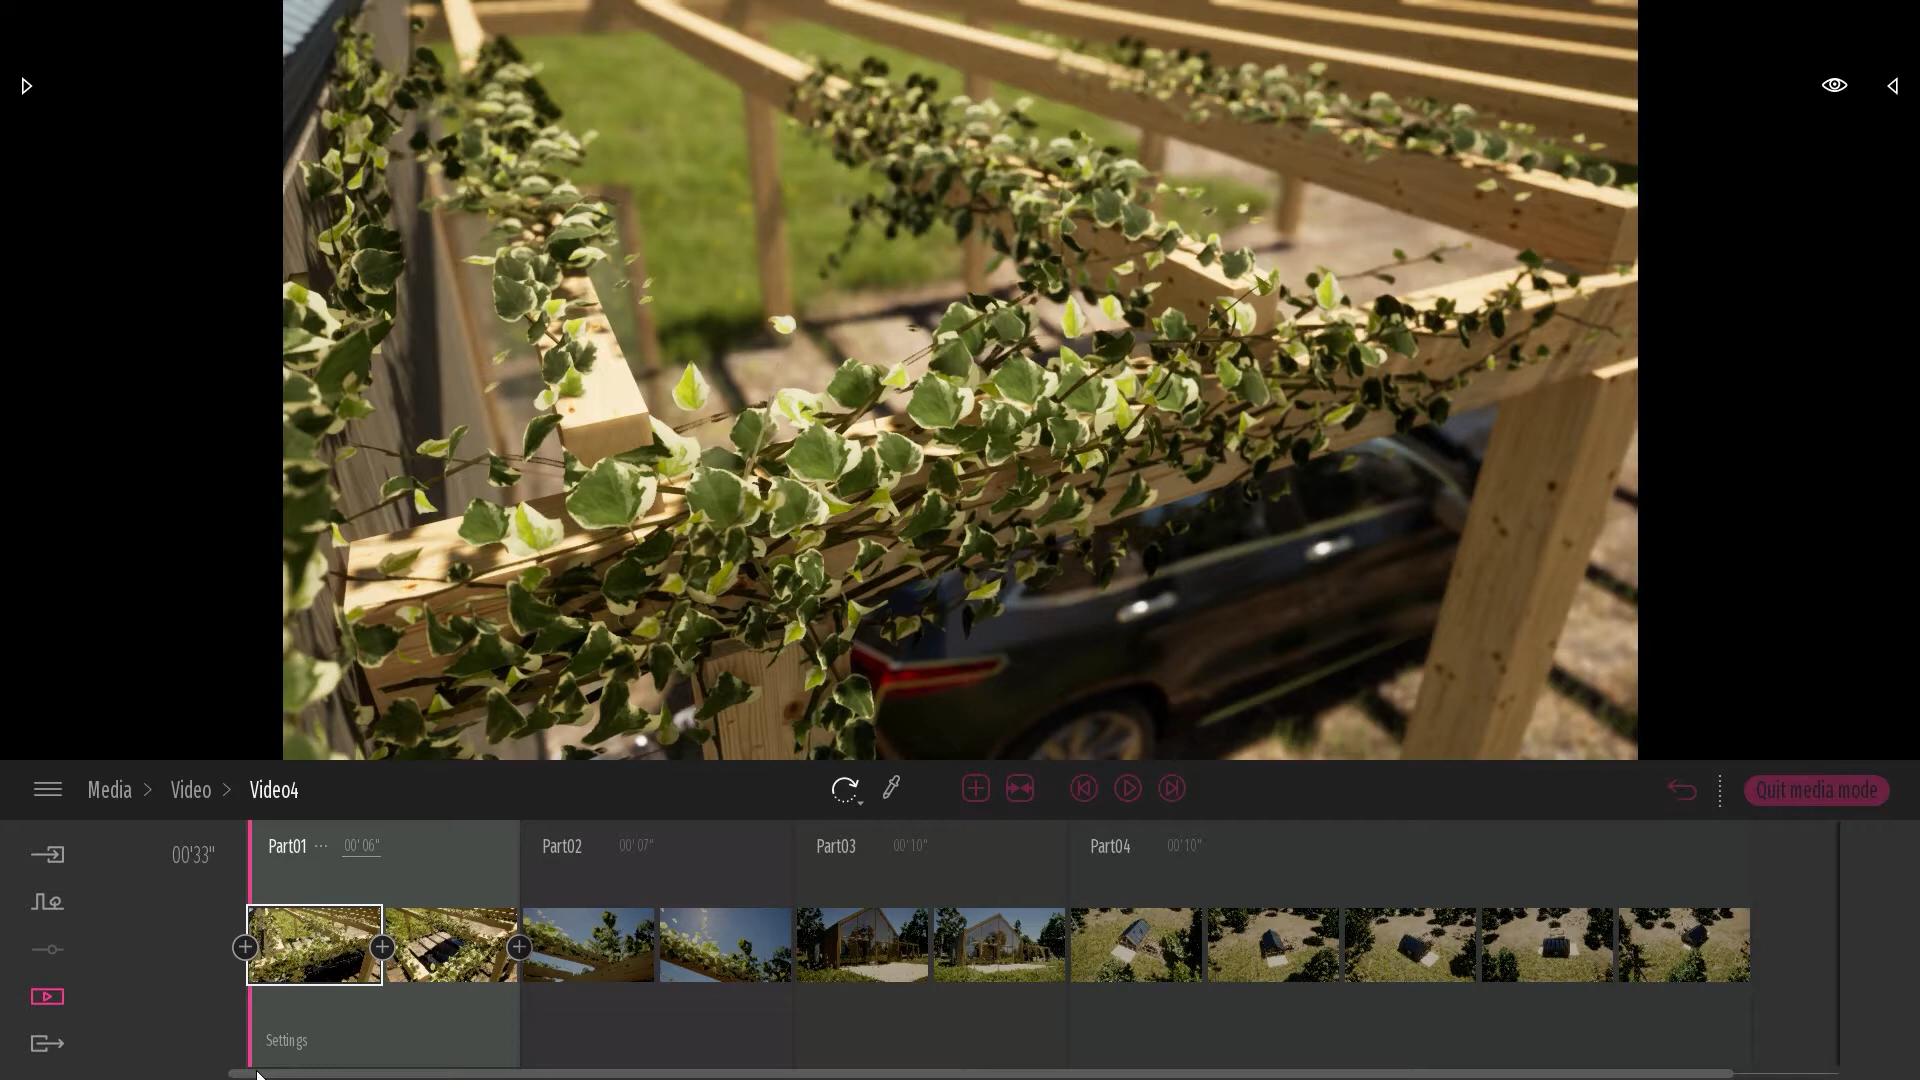 Media > Video > Video4
Quit media mode
00'33"
Part01 ··· 00'06"
Part02 00'07"
Part03 00'10"
Part04 00'10"
Settings